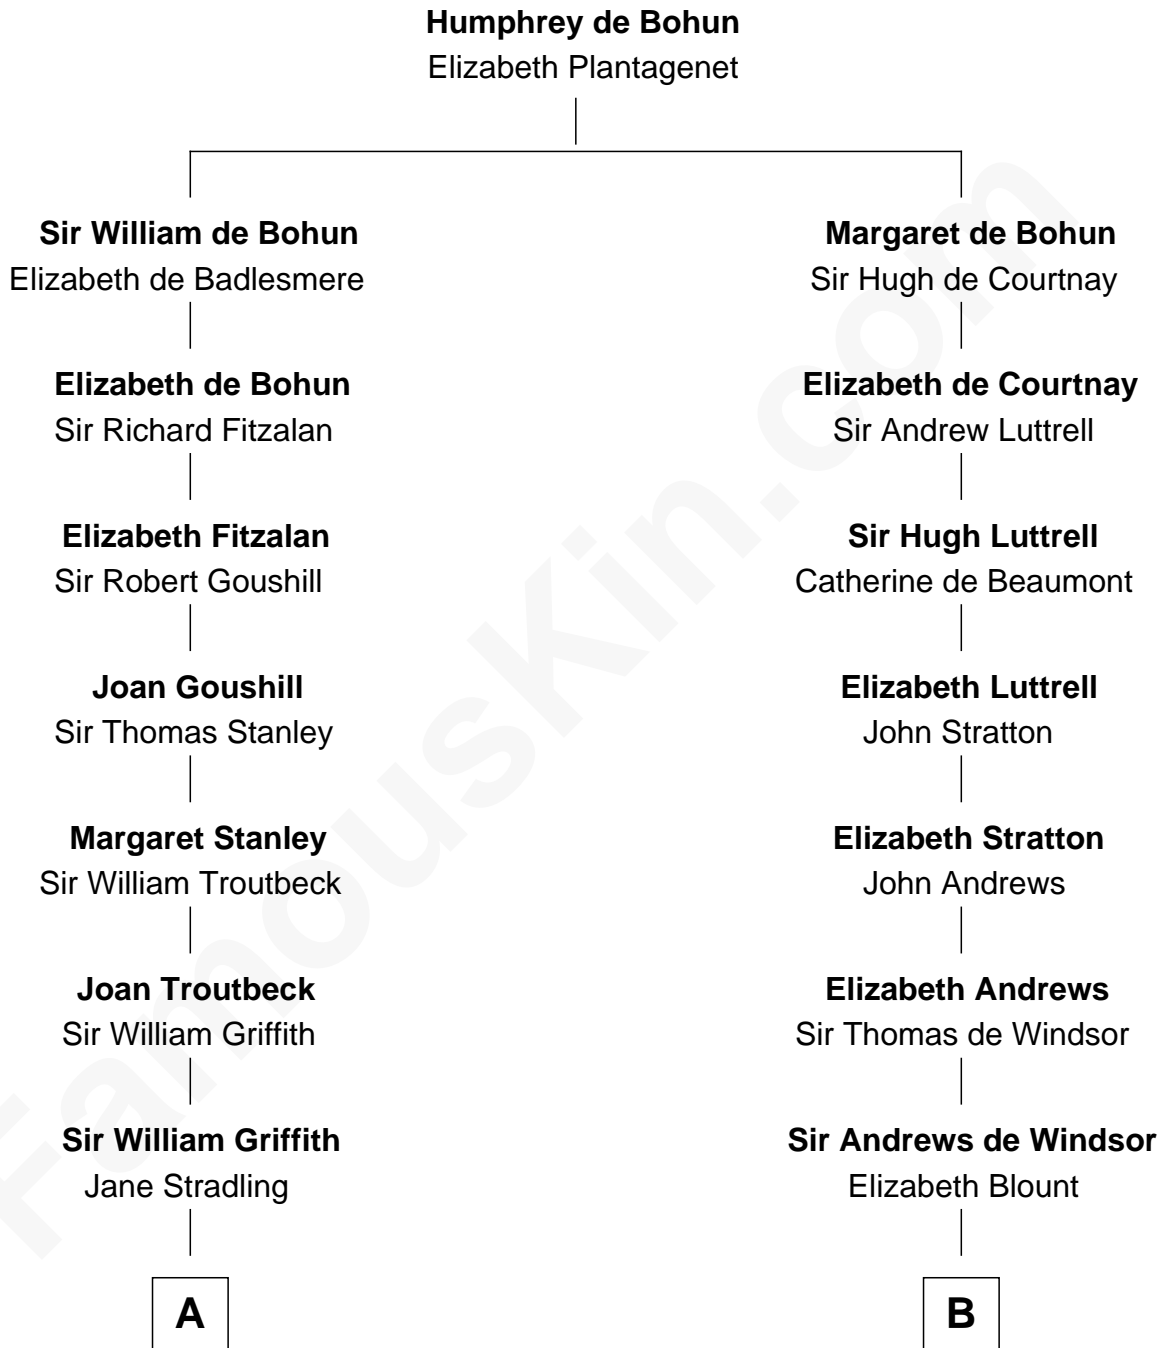 Humphrey de Bohun
Elizabeth Plantagenet
Sir William de Bohun
Elizabeth de Badlesmere
Margaret de Bohun
Sir Hugh de Courtnay
Elizabeth de Bohun
Sir Richard Fitzalan
Elizabeth de Courtnay
Sir Andrew Luttrell
Elizabeth Fitzalan
Sir Robert Goushill
Sir Hugh Luttrell
Catherine de Beaumont
Joan Goushill
Sir Thomas Stanley
Elizabeth Luttrell
John Stratton
Margaret Stanley
Sir William Troutbeck
Elizabeth Stratton
John Andrews
Joan Troutbeck
Sir William Griffith
Elizabeth Andrews
Sir Thomas de Windsor
Sir William Griffith
Jane Stradling
Sir Andrews de Windsor
Elizabeth Blount
A
B
FamousKin.com